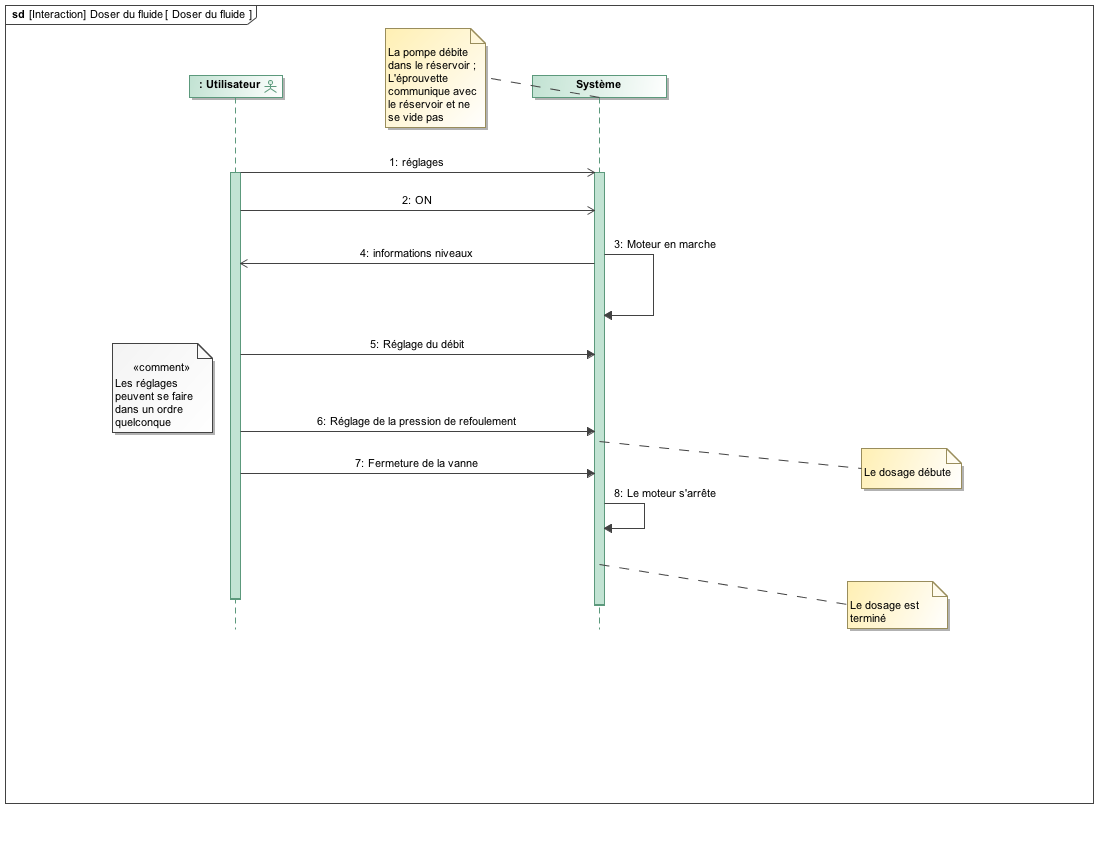 sd [Interaction] Doser du fluide [ Doser du fluide ]
La pompe débite
dans le réservoir ;
L'éprouvette
communique avec
le réservoir et ne
se vide pas
: Utilisateur
Système
1: réglages
2: ON
3: Moteur en marche
4: informations niveaux
5: Réglage du débit
«comment»
Les réglages
peuvent se faire
dans un ordre
quelconque
6: Réglage de la pression de refoulement
7: Fermeture de la vanne
Le dosage débute
8: Le moteur s'arrête
Le dosage est
terminé